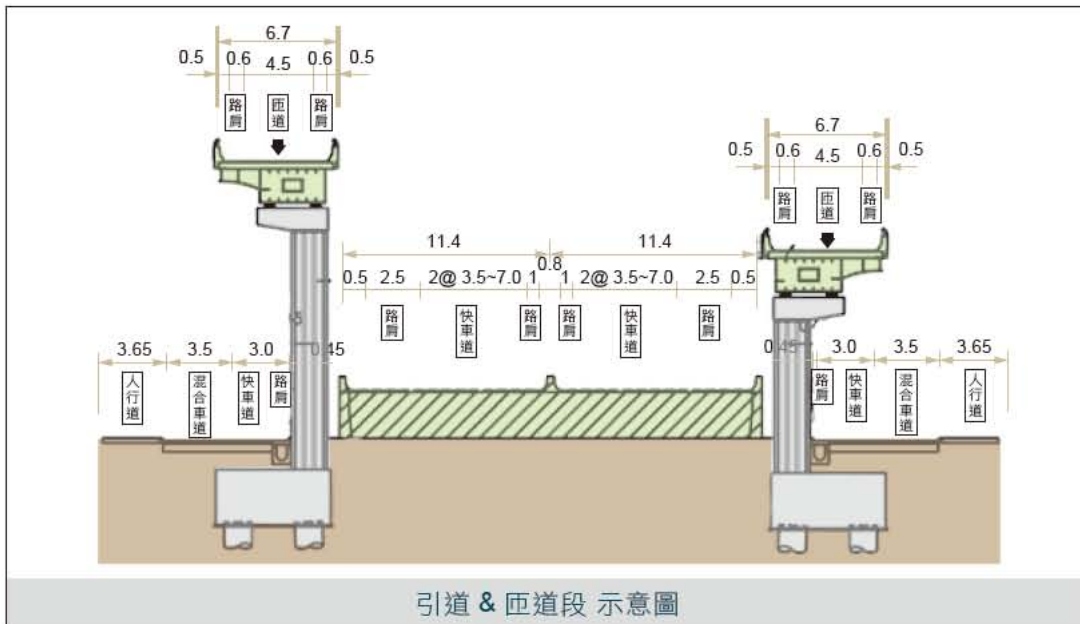 6.7
0.5 0.6 4.5 0.6 0.5
路肩 匝道 路肩
6.7
0.5 0.6 4.5 0.6 0.5
路肩 匝道 路肩
11.4 11.4
0.8
0.5 2.5 2@ 3.5~7.0 1 1 2@ 3.5~7.0 2.5 0.5
路肩 快車道 路肩 路肩 快車道 路肩
3.65 3.5 3.0 0.45
人行道 混合車道 快車道 路肩
0.45 3.0 3.5 3.65
路肩 快車道 混合車道 人行道
引道 & 匝道段 示意圖